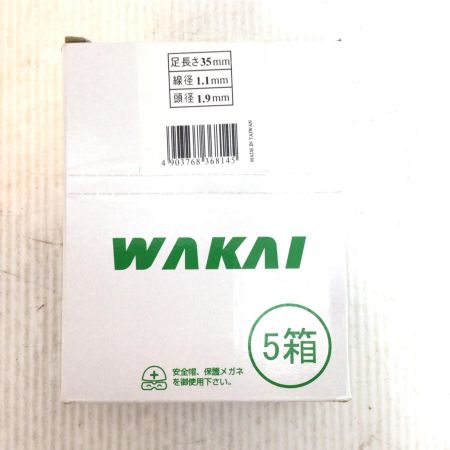 足長さ35mm
線径1.1mm
頭径1.9mm
4 903768 368145
MADE IN TAIWAN
WAKAI
5箱
安全帽、保護メガネ
を御使用下さい。